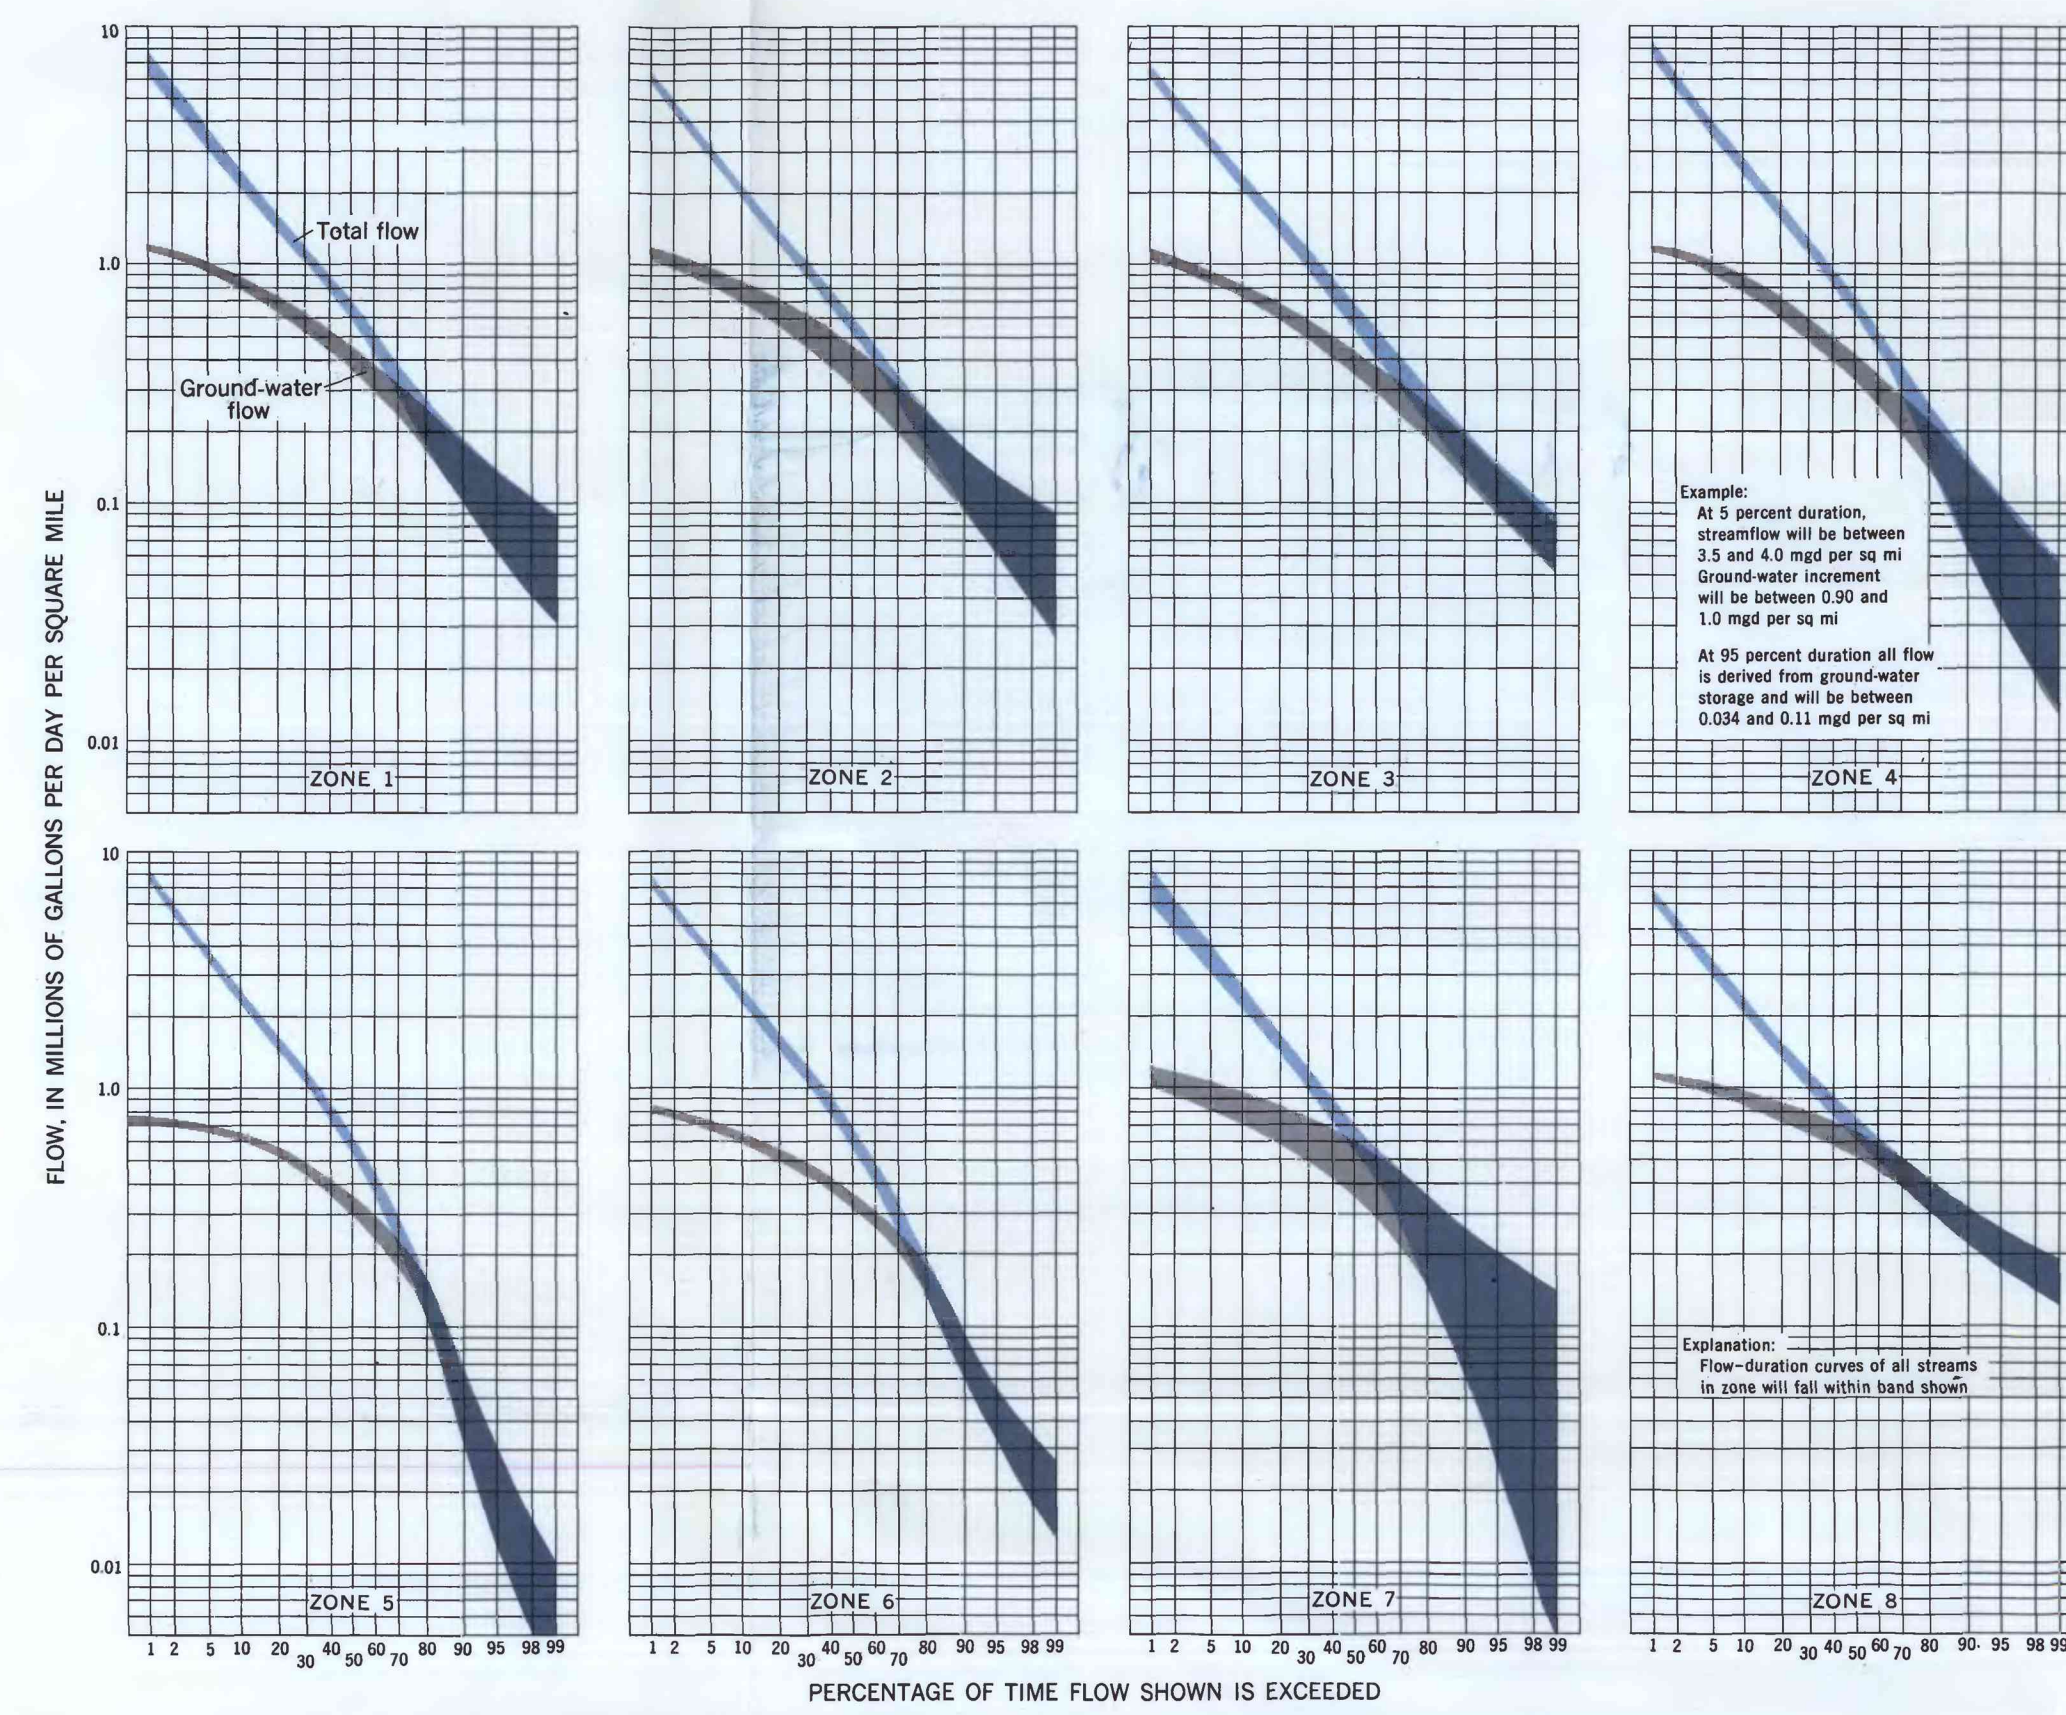 FLOW, IN MILLIONS OF GALLONS PER DAY PER SQUARE MILE
10
1.0
0.1
0.01
Total flow
Ground-water
flow
ZONE 1
ZONE 2
ZONE 3
Example:
At 5 percent duration,
streamflow will be between
3.5 and 4.0 mgd per sq mi
Ground-water increment
will be between 0.90 and
1.0 mgd per sq mi
At 95 percent duration all flow
is derived from ground-water
storage and will be between
0.034 and 0.11 mgd per sq mi
ZONE 4
10
1.0
0.1
0.01
ZONE 5
1 2 5 10 20 30 40 50 60 70 80 90 95 98 99
ZONE 6
1 2 5 10 20 30 40 50 60 70 80 90 95 98 99
ZONE 7
1 2 5 10 20 30 40 50 60 70 80 90 95 98 99
Explanation:
Flow-duration curves of all streams
in zone will fall within band shown
ZONE 8
1 2 5 10 20 30 40 50 60 70 80 90 95 98 99
PERCENTAGE OF TIME FLOW SHOWN IS EXCEEDED